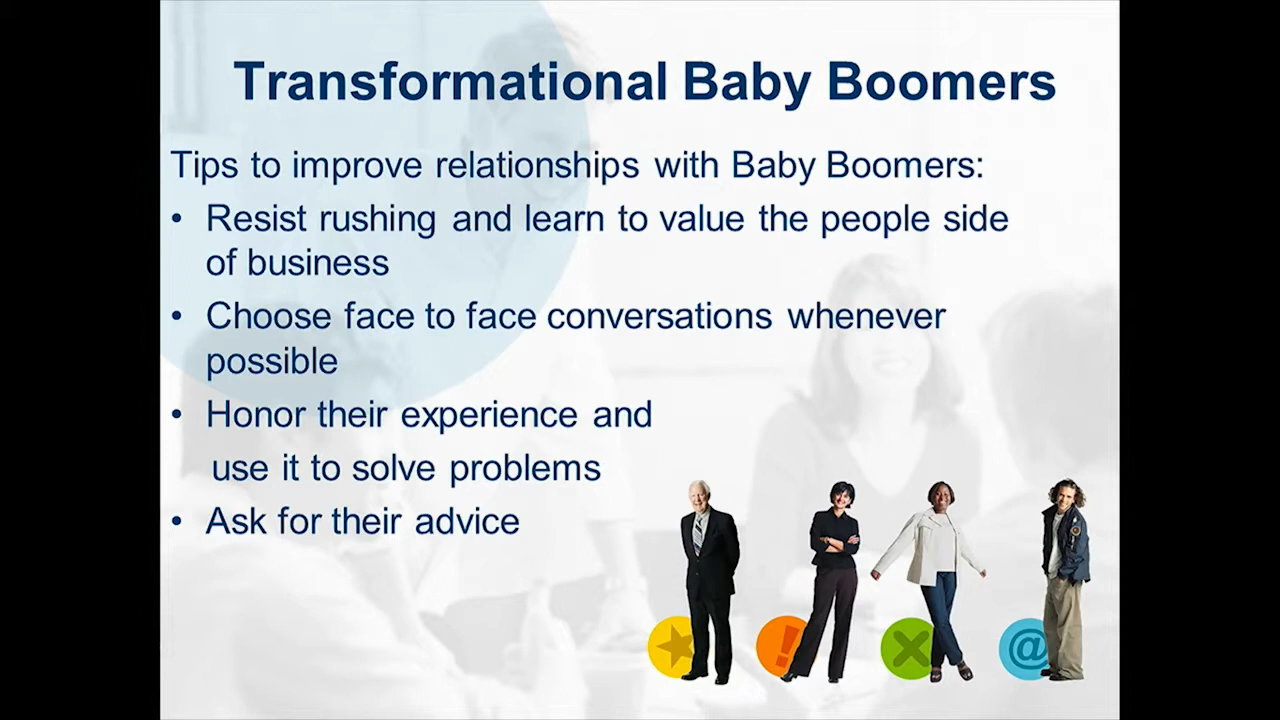 Transformational Baby Boomers
Tips to improve relationships with Baby Boomers:
• Resist rushing and learn to value the people side
of business
• Choose face to face conversations whenever
possible
• Honor their experience and
use it to solve problems
• Ask for their advice
! @